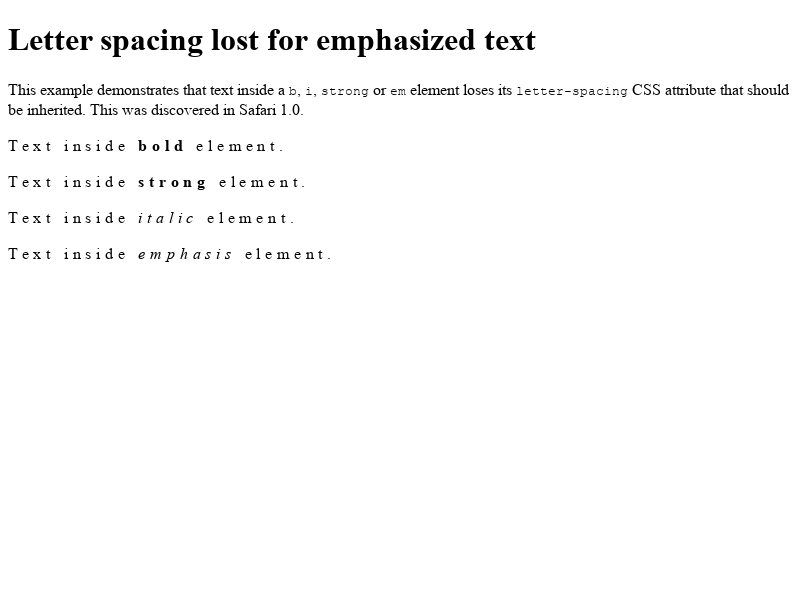 Letter spacing lost for emphasized text
This example demonstrates that text inside a b, i, strong or em element loses its letter-spacing CSS attribute that should
be inherited. This was discovered in Safari 1.0.
Text inside bold element.
Text inside strong element.
Text inside italic element.
Text inside emphasis element.